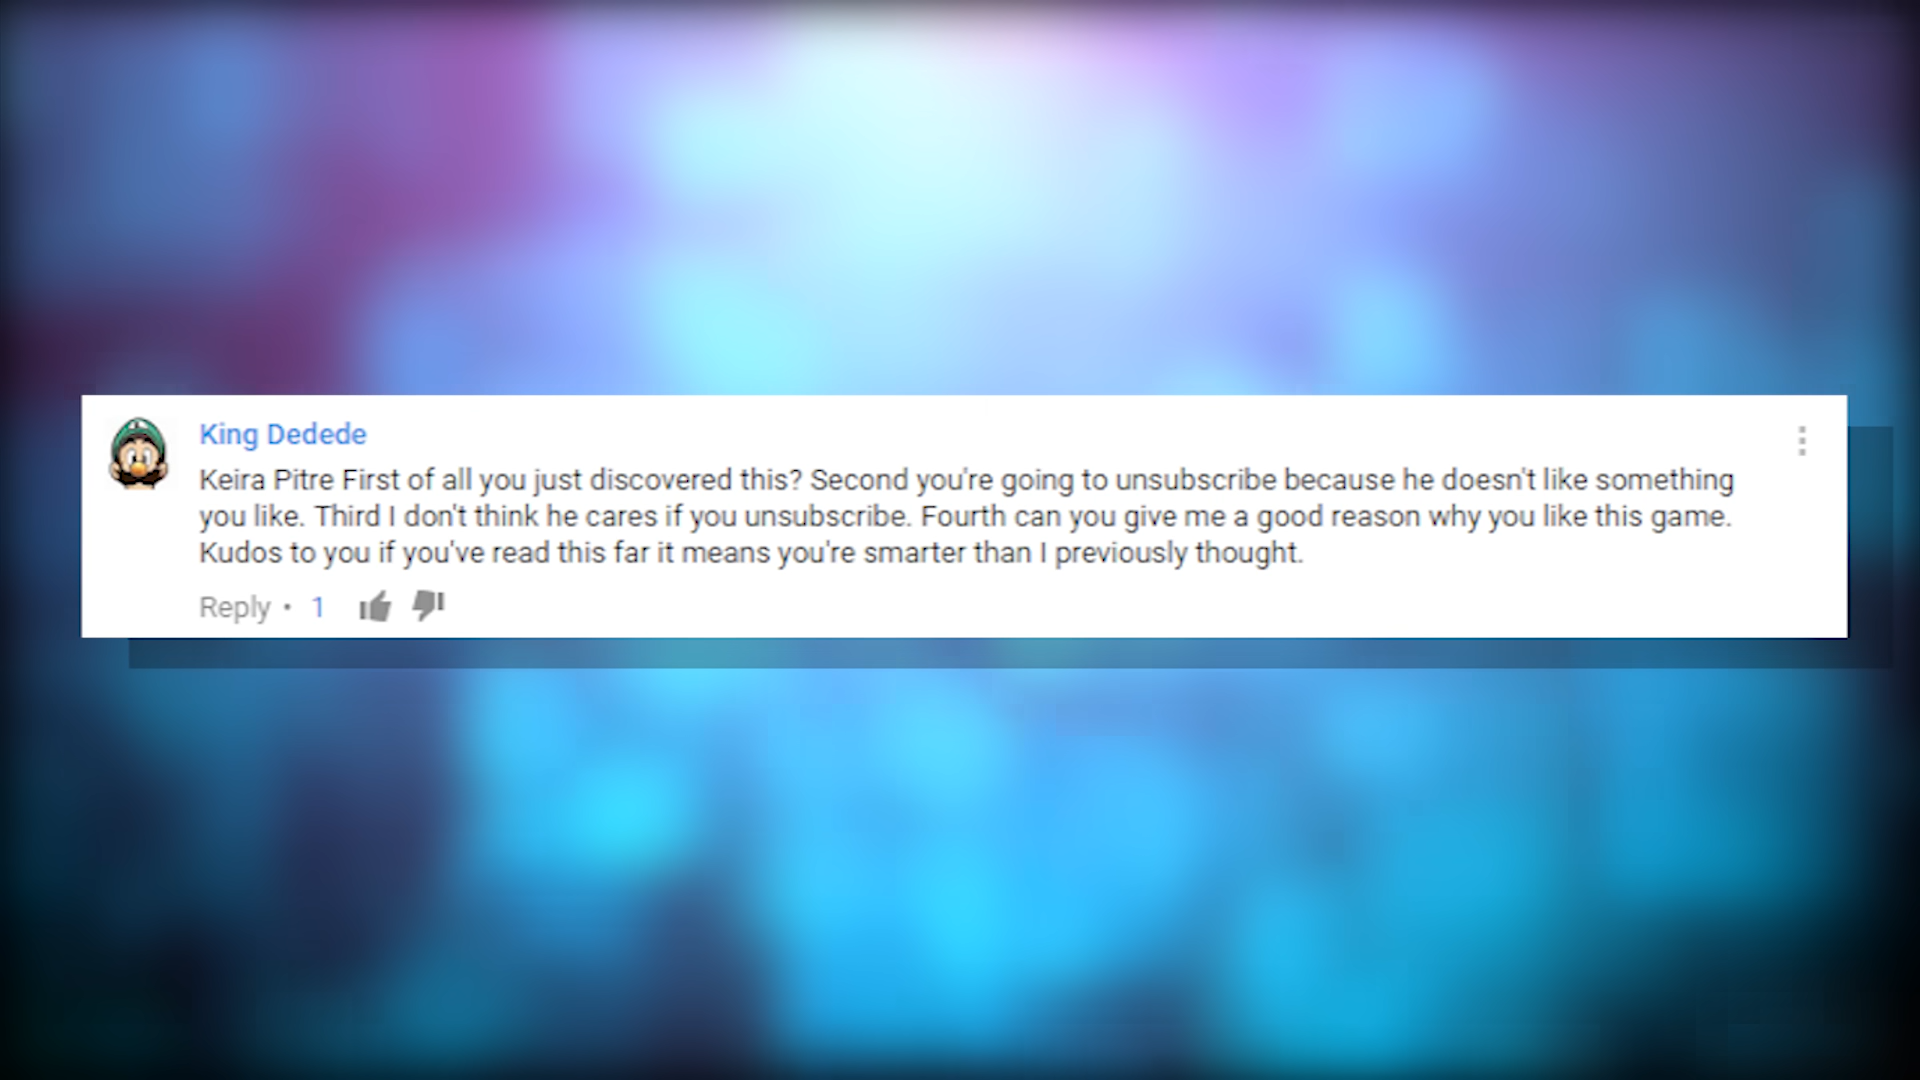 King Dedede
Keira Pitre First of all you just discovered this? Second you're going to unsubscribe because he doesn't like something
you like. Third I don't think he cares if you unsubscribe. Fourth can you give me a good reason why you like this game.
Kudos to you if you've read this far it means you're smarter than I previously thought.
Reply • 1